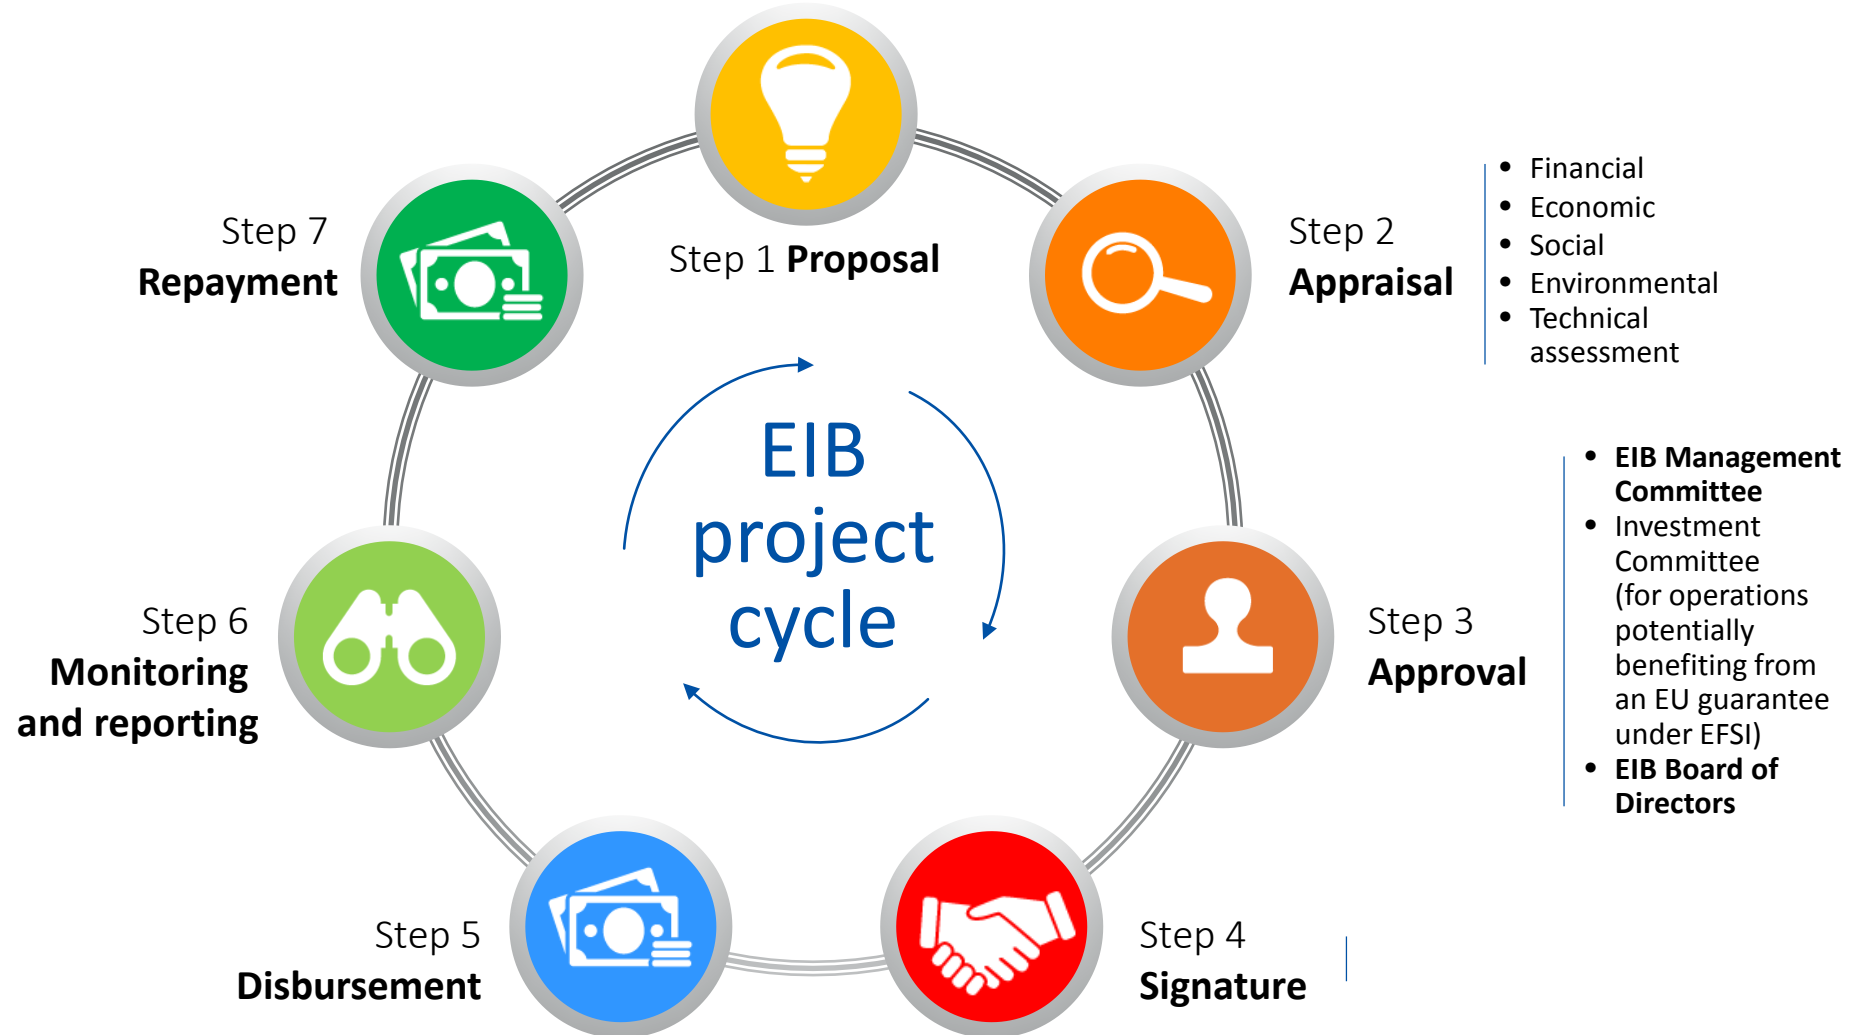 Step 1 Proposal
Step 2
Appraisal
• Financial
• Economic
• Social
• Environmental
• Technical
assessment
Step 3
Approval
• EIB Management
Committee
• Investment
Committee
(for operations
potentially
benefiting from
an EU guarantee
under EFSI)
• EIB Board of
Directors
Step 4
Signature
Step 5
Disbursement
Step 6
Monitoring
and reporting
Step 7
Repayment
EIB
project
cycle